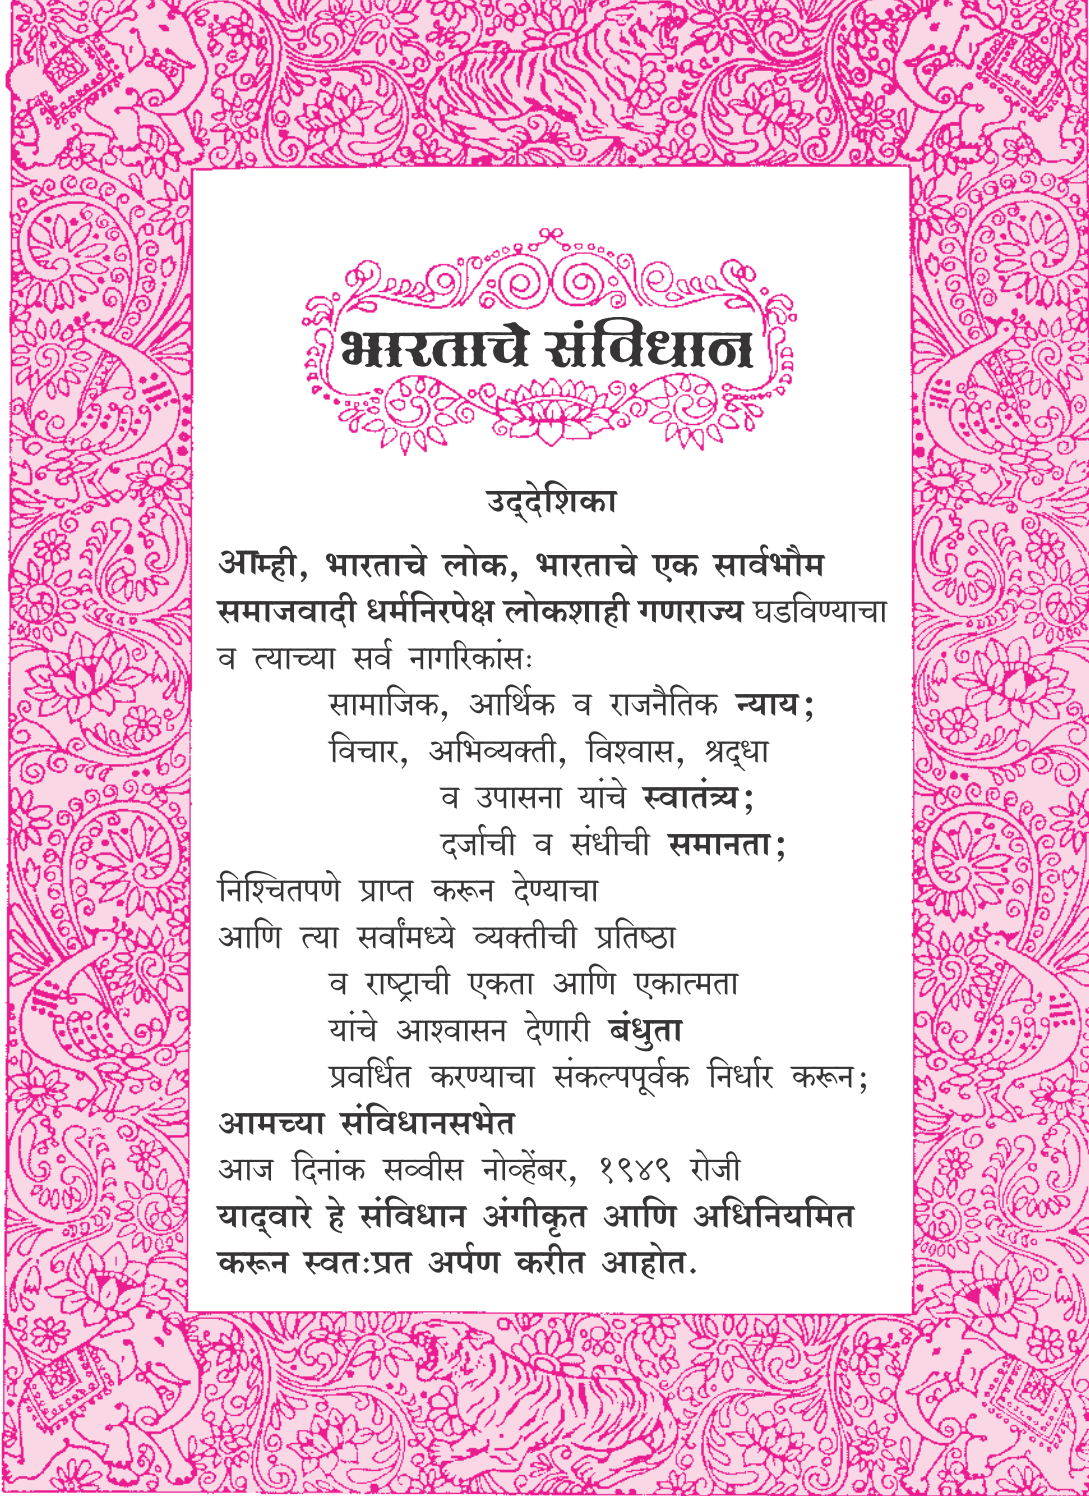 भारताचे संविधान
उद्‌देशिका
आम्ही, भारताचे लोक, भारताचे एक सार्वभौम
समाजवादी धर्मनिरपेक्ष लोकशाही गणराज्य घडविण्याचा
व त्याच्या सर्व नागरिकांसः
सामाजिक, आर्थिक व राजनैतिक न्याय;
विचार, अभिव्यक्ती, विश्वास, श्रद्‌धा
व उपासना यांचे स्वातंत्र्य;
दर्जाची व संधीची समानता;
निश्चितपणे प्राप्त करून देण्याचा
आणि त्या सर्वांमध्ये व्यक्तीची प्रतिष्ठा
व राष्ट्राची एकता आणि एकात्मता
यांचे आश्वासन देणारी बंधुता
प्रवर्धित करण्याचा संकल्पपूर्वक निर्धार करून;
आमच्या संविधानसभेत
आज दिनांक सव्वीस नोव्हेंबर, १९४९ रोजी
याद्‌वारे हे संविधान अंगीकृत आणि अधिनियमित
करून स्वतःप्रत अर्पण करीत आहोत.